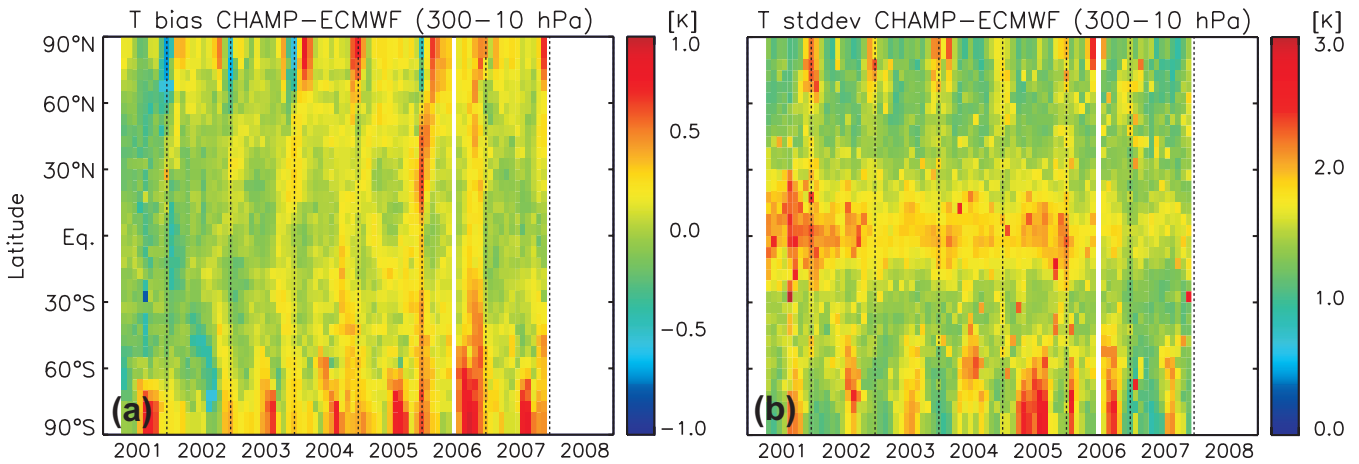 T bias CHAMP−ECMWF (300−10 hPa) [K]
90°N
60°N
30°N
Eq.
30°S
60°S
90°S
Latitude
(a)
2001 2002 2003 2004 2005 2006 2007 2008
1.0
0.5
0.0
−0.5
−1.0
T stddev CHAMP−ECMWF (300−10 hPa) [K]
(b)
2001 2002 2003 2004 2005 2006 2007 2008
3.0
2.0
1.0
0.0